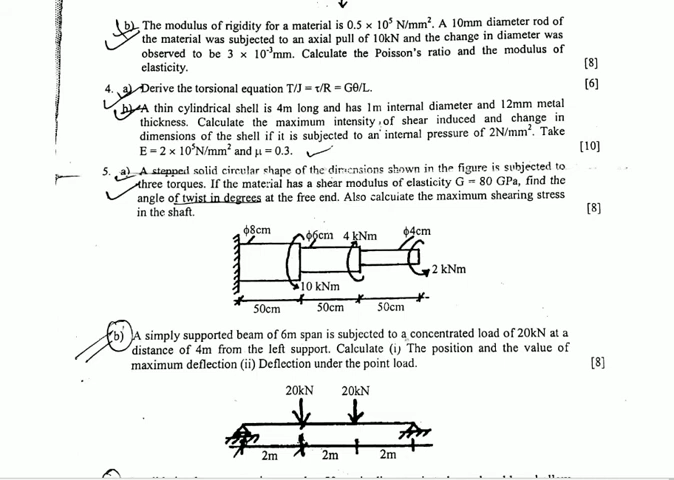 b) The modulus of rigidity for a material is 0.5 × 10⁵ N/mm². A 10mm diameter rod of
the material was subjected to an axial pull of 10kN and the change in diameter was
observed to be 3 × 10⁻³mm. Calculate the Poisson's ratio and the modulus of
elasticity. [8]
4. a) Derive the torsional equation T/J = τ/R = Gθ/L. [6]
b) A thin cylindrical shell is 4m long and has 1m internal diameter and 12mm metal
thickness. Calculate the maximum intensity of shear induced and change in
dimensions of the shell if it is subjected to an internal pressure of 2N/mm². Take
E = 2 × 10⁵N/mm² and μ = 0.3. [10]
5. a) A stepped solid circular shape of the dimensions shown in the figure is subjected to
three torques. If the material has a shear modulus of elasticity G = 80 GPa, find the
angle of twist in degrees at the free end. Also calculate the maximum shearing stress
in the shaft. [8]
ϕ8cm ϕ6cm 4 kNm ϕ4cm
2 kNm
10 kNm
50cm 50cm 50cm
b) A simply supported beam of 6m span is subjected to a concentrated load of 20kN at a
distance of 4m from the left support. Calculate (i) The position and the value of
maximum deflection (ii) Deflection under the point load. [8]
20kN 20kN
2m 2m 2m